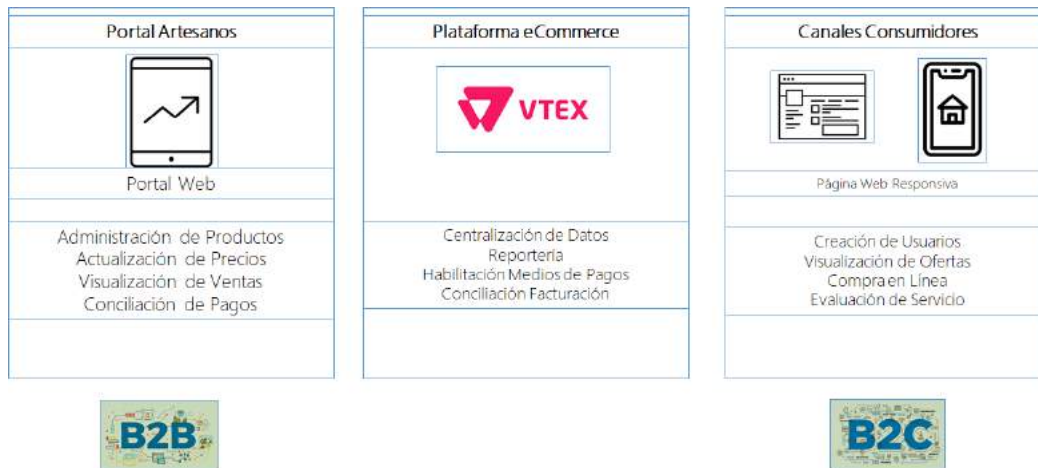 Portal Artesanos
Portal Web
Administración de Productos
Actualización de Precios
Visualización de Ventas
Conciliación de Pagos
B2B
Plataforma eCommerce
VTEX
Centralización de Datos
Reportería
Habilitación Medios de Pagos
Conciliación Facturación
Canales Consumidores
Página Web Responsiva
Creación de Usuarios
Visualización de Ofertas
Compra en Línea
Evaluación de Servicio
B2C